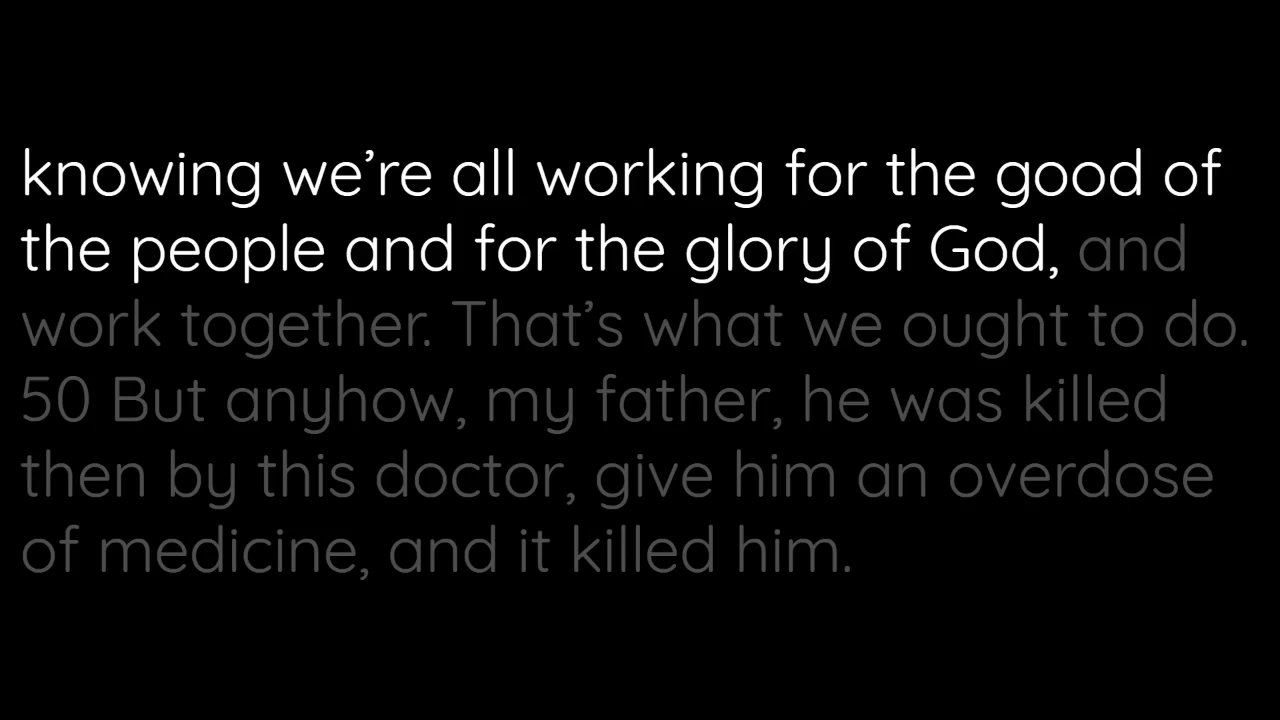 knowing we’re all working for the good of
the people and for the glory of God, and
work together. That’s what we ought to do.
50 But anyhow, my father, he was killed
then by this doctor, give him an overdose
of medicine, and it killed him.